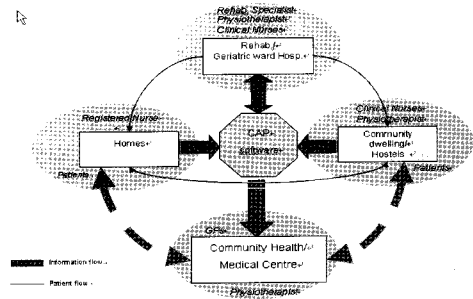 Rehab. Specialist
Physiotherapist
Clinical Nurses
Rehab./
Geriatric ward Hosp.
Registered Nurse
Homes
Patients
CAP
software
Clinical Nurses
Physiotherapist
Community
dwelling/
Hostels
Patients
GPs
Community Health/
Medical Centre
Physiotherapist
Information flow
Patient flow